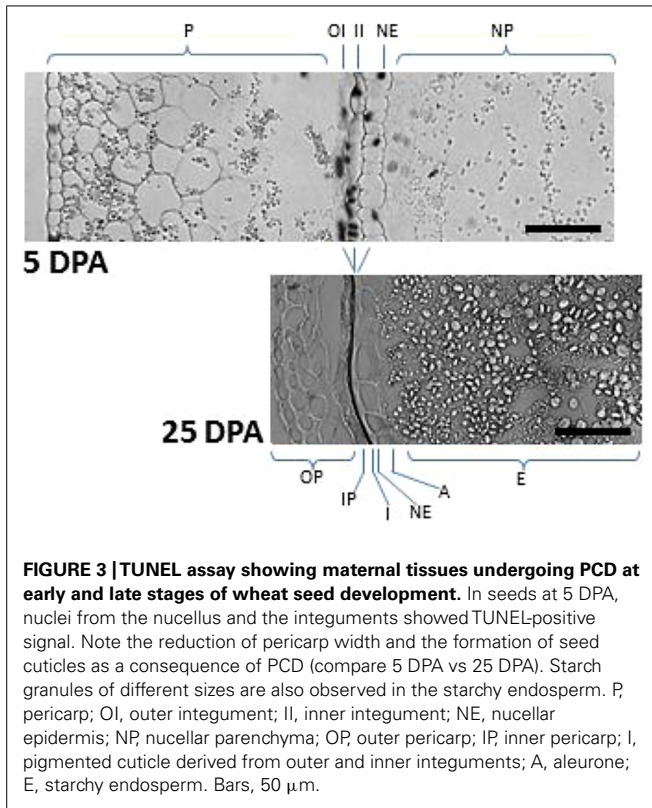 P OI II NE NP
5 DPA
25 DPA
OP IP I NE A E
FIGURE 3 | TUNEL assay showing maternal tissues undergoing PCD at
early and late stages of wheat seed development. In seeds at 5 DPA,
nuclei from the nucellus and the integuments showed TUNEL-positive
signal. Note the reduction of pericarp width and the formation of seed
cuticles as a consequence of PCD (compare 5 DPA vs 25 DPA). Starch
granules of different sizes are also observed in the starchy endosperm. P,
pericarp; OI, outer integument; II, inner integument; NE, nucellar
epidermis; NP, nucellar parenchyma; OP, outer pericarp; IP, inner pericarp; I,
pigmented cuticle derived from outer and inner integuments; A, aleurone;
E, starchy endosperm. Bars, 50 μm.